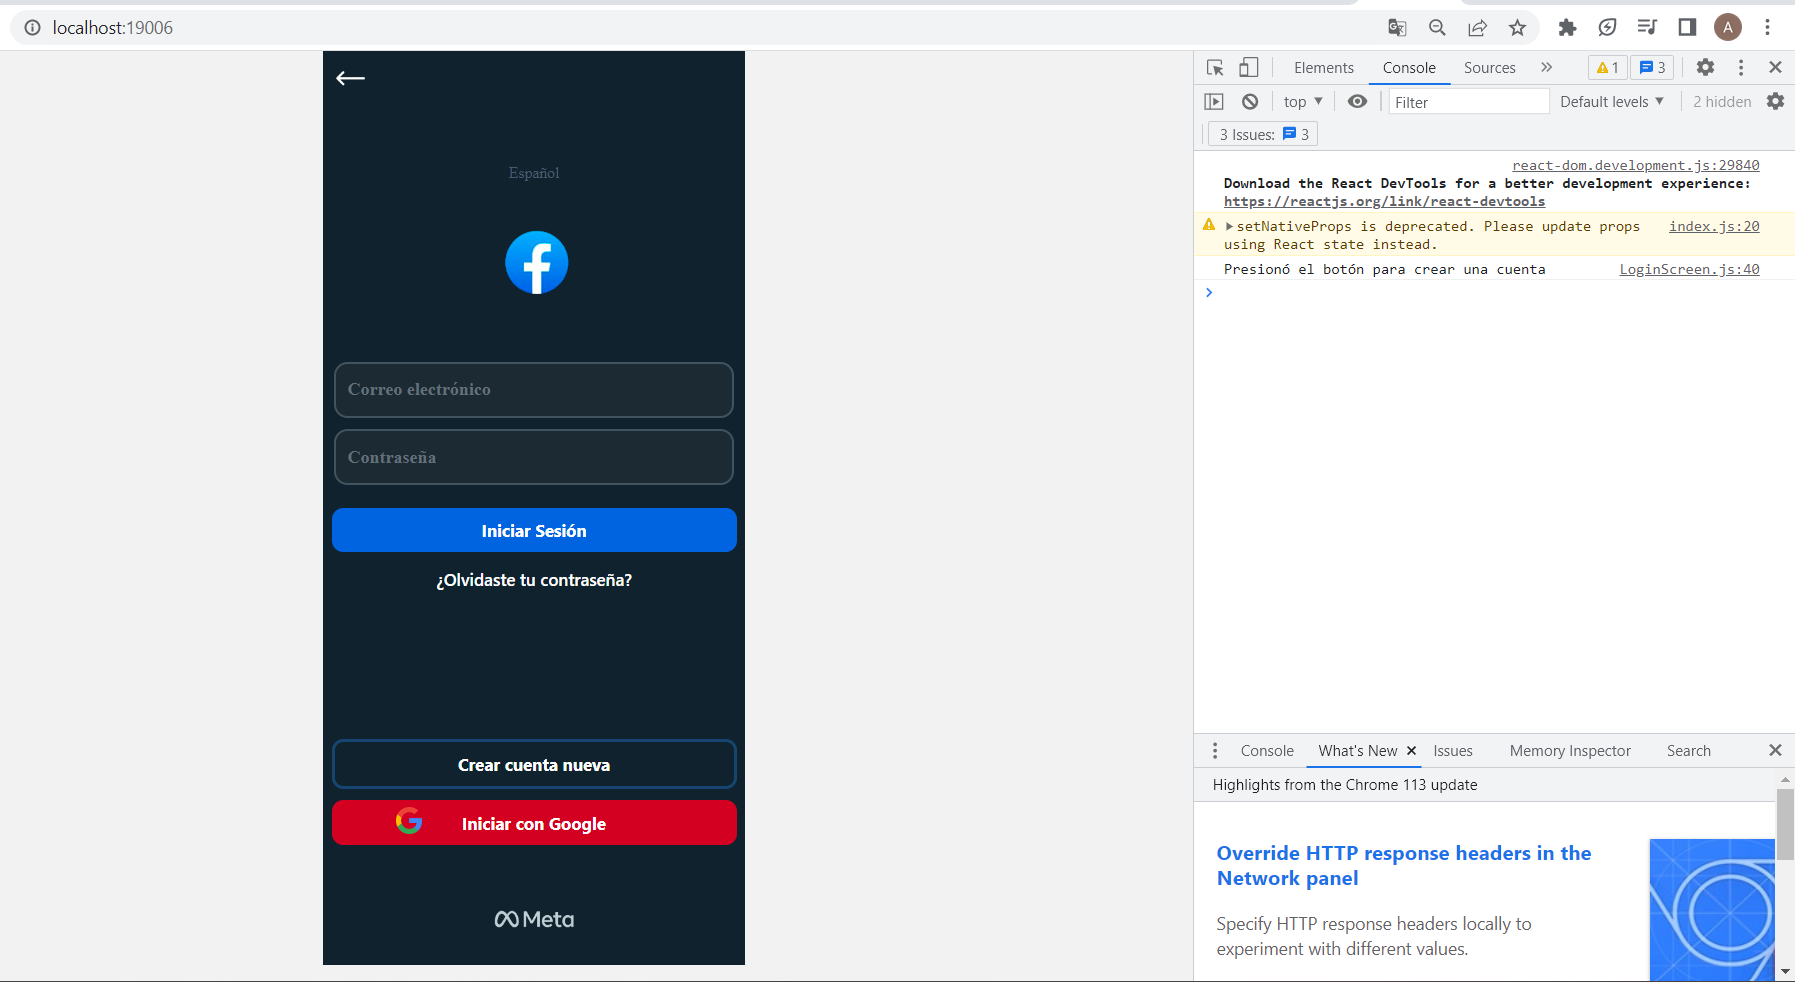 localhost:19006
A
Español
Correo electrónico
Contraseña
Iniciar Sesión
¿Olvidaste tu contraseña?
Crear cuenta nueva
Iniciar con Google
Meta
Elements Console Sources » 1 3
top ▼ Filter Default levels ▼ 2 hidden
3 Issues: 3
react-dom.development.js:29840
Download the React DevTools for a better development experience:
https://reactjs.org/link/react-devtools
setNativeProps is deprecated. Please update props index.js:20
using React state instead.
Presionó el botón para crear una cuenta LoginScreen.js:40
Console What's New Issues Memory Inspector Search
Highlights from the Chrome 113 update
Override HTTP response headers in the
Network panel
Specify HTTP response headers locally to
experiment with different values.